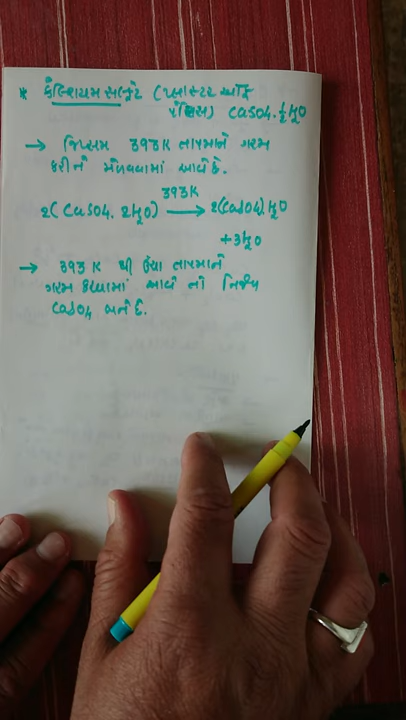 * કેલ્શિયમ સલ્ફેટ (પ્લાસ્ટર ઓફ
પેરિસ) CaSO4.½H2O
→ જિપ્સમ 393K તાપમાને ગરમ
કરીને મેળવવામાં આવે છે.
2(CaSO4.2H2O) 393K → 2(CaSO4).H2O
+3H2O
→ 393K થી ઉંચા તાપમાને
ગરમ કરવામાં આવે તો નિર્જળ
CaSO4 બને છે.